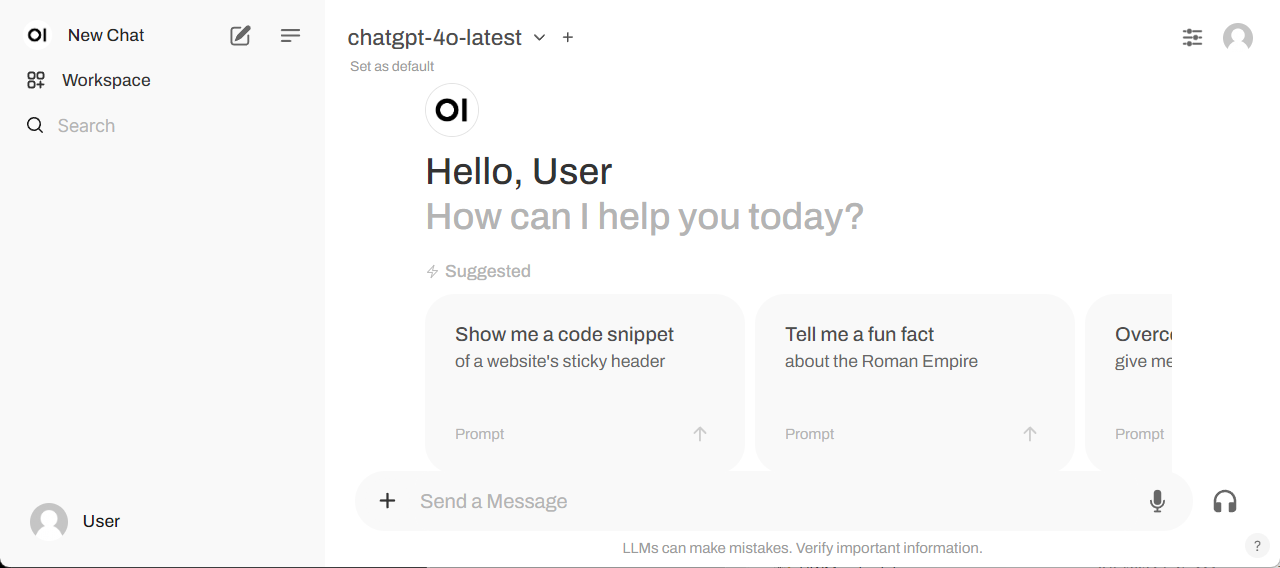 OI New Chat
Workspace
Search
User
chatgpt-4o-latest
Set as default
OI
Hello, User
How can I help you today?
Suggested
Show me a code snippet
of a website's sticky header
Prompt
Tell me a fun fact
about the Roman Empire
Prompt
give me
Prompt
Send a Message
LLMs can make mistakes. Verify important information.
?